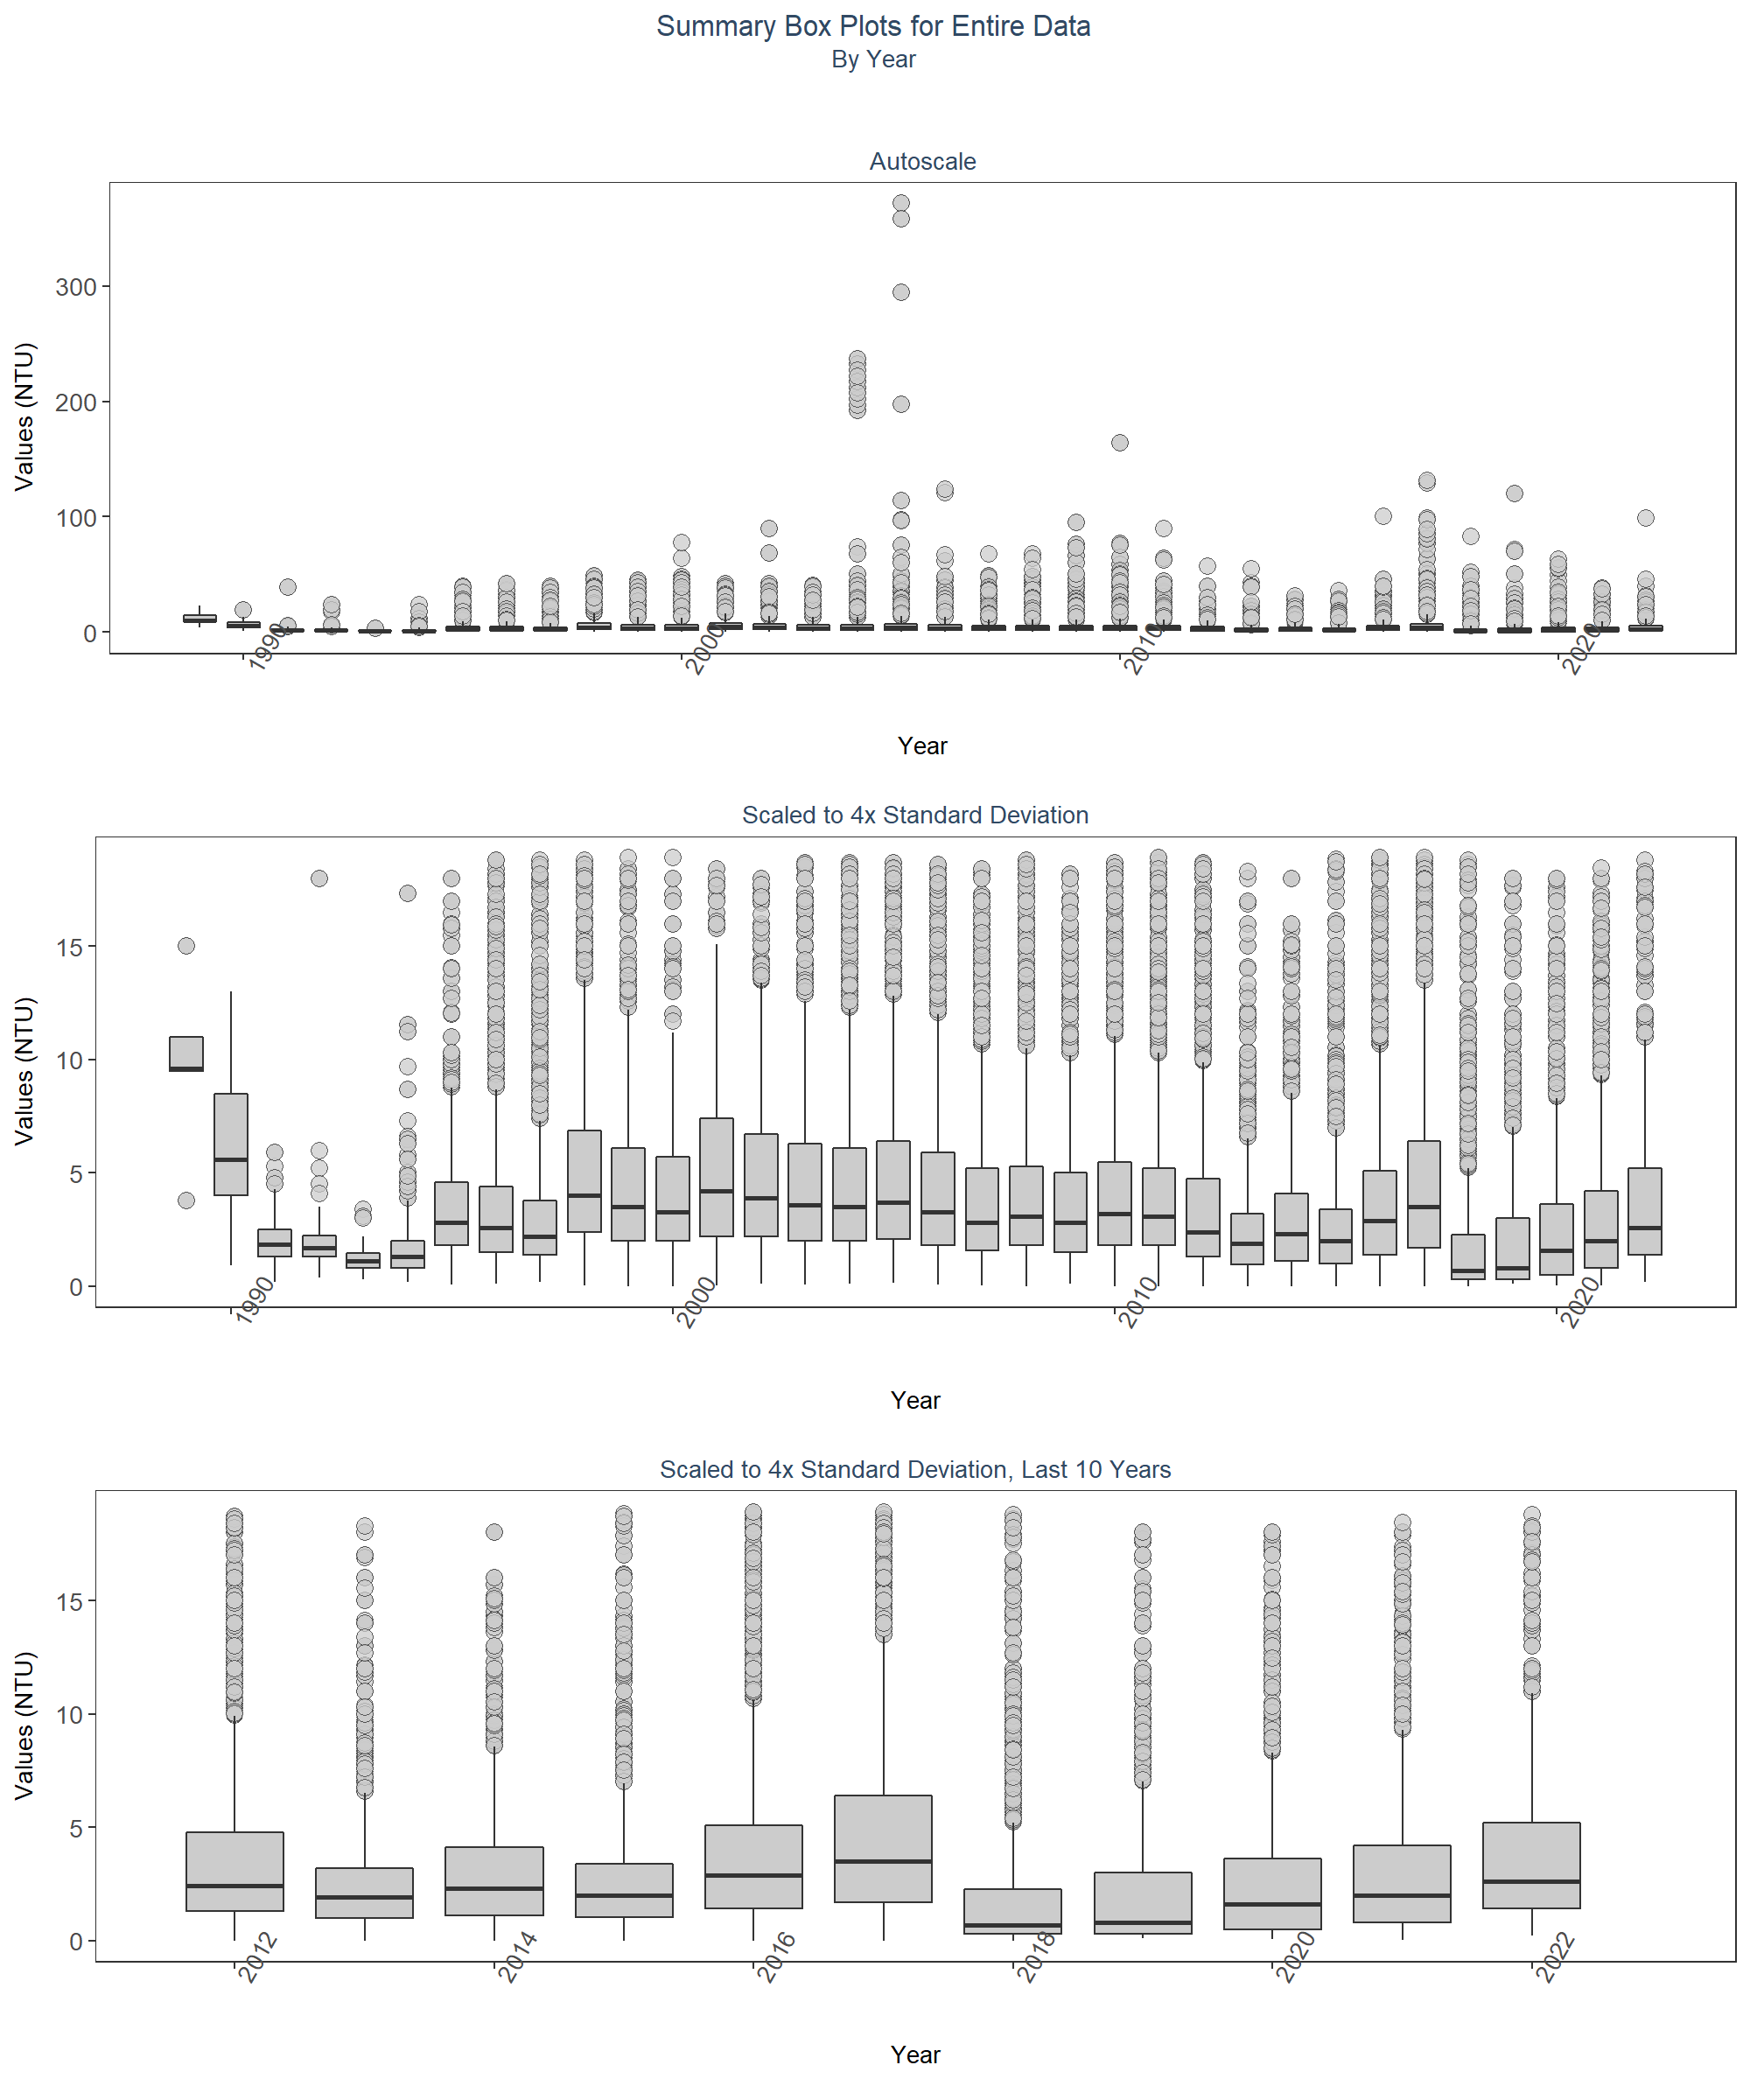 Summary Box Plots for Entire Data
By Year
Autoscale
Values (NTU)
300
200
100
0
1990
2000
2010
2020
Year
Scaled to 4x Standard Deviation
Values (NTU)
15
10
5
0
1990
2000
2010
2020
Year
Scaled to 4x Standard Deviation, Last 10 Years
Values (NTU)
15
10
5
0
2012
2014
2016
2018
2020
2022
Year